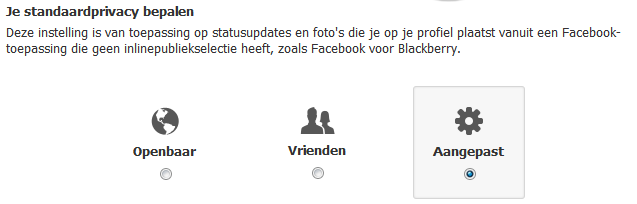 Je standaardprivacy bepalen
Deze instelling is van toepassing op statusupdates en foto's die je op je profiel plaatst vanuit een Facebook-
toepassing die geen inlinepubliekselectie heeft, zoals Facebook voor Blackberry.
Openbaar
Vrienden
Aangepast